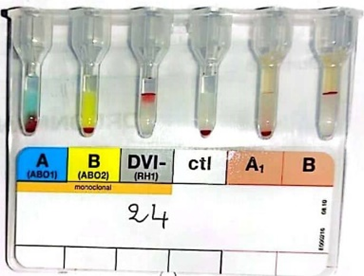 A B DVI- ctl A₁ B
(ABO1) (ABO2) (RH1)
monoclonal
24